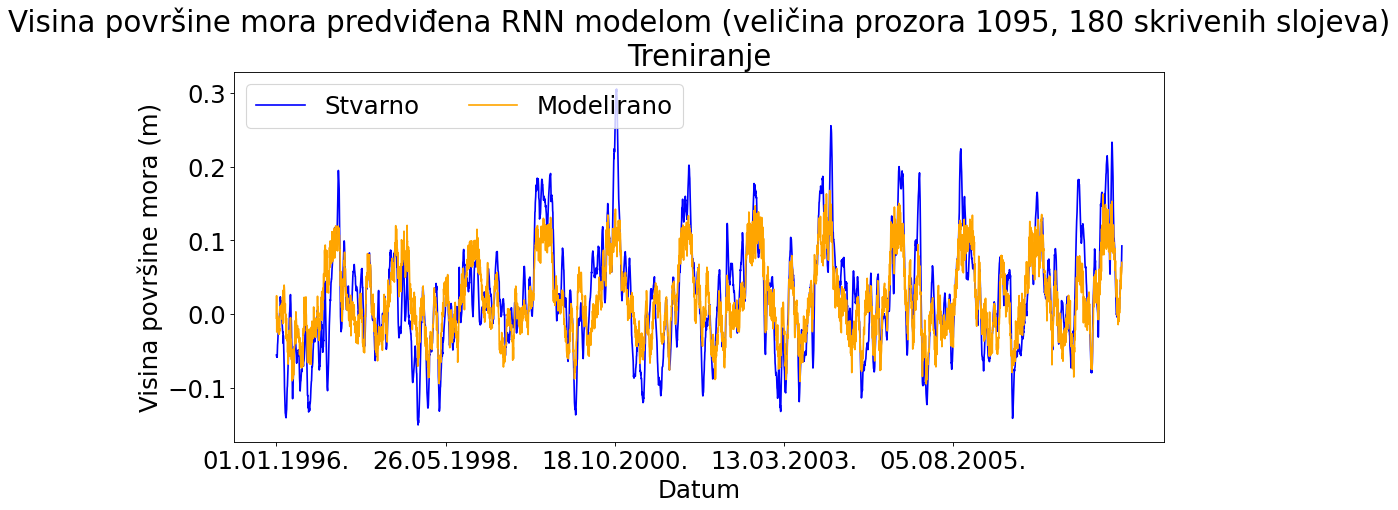 Visina površine mora predviđena RNN modelom (veličina prozora 1095, 180 skrivenih slojeva)
Treniranje
Stvarno
Modelirano
Visina površine mora (m)
0.3
0.2
0.1
0.0
−0.1
01.01.1996.
26.05.1998.
18.10.2000.
13.03.2003.
05.08.2005.
Datum